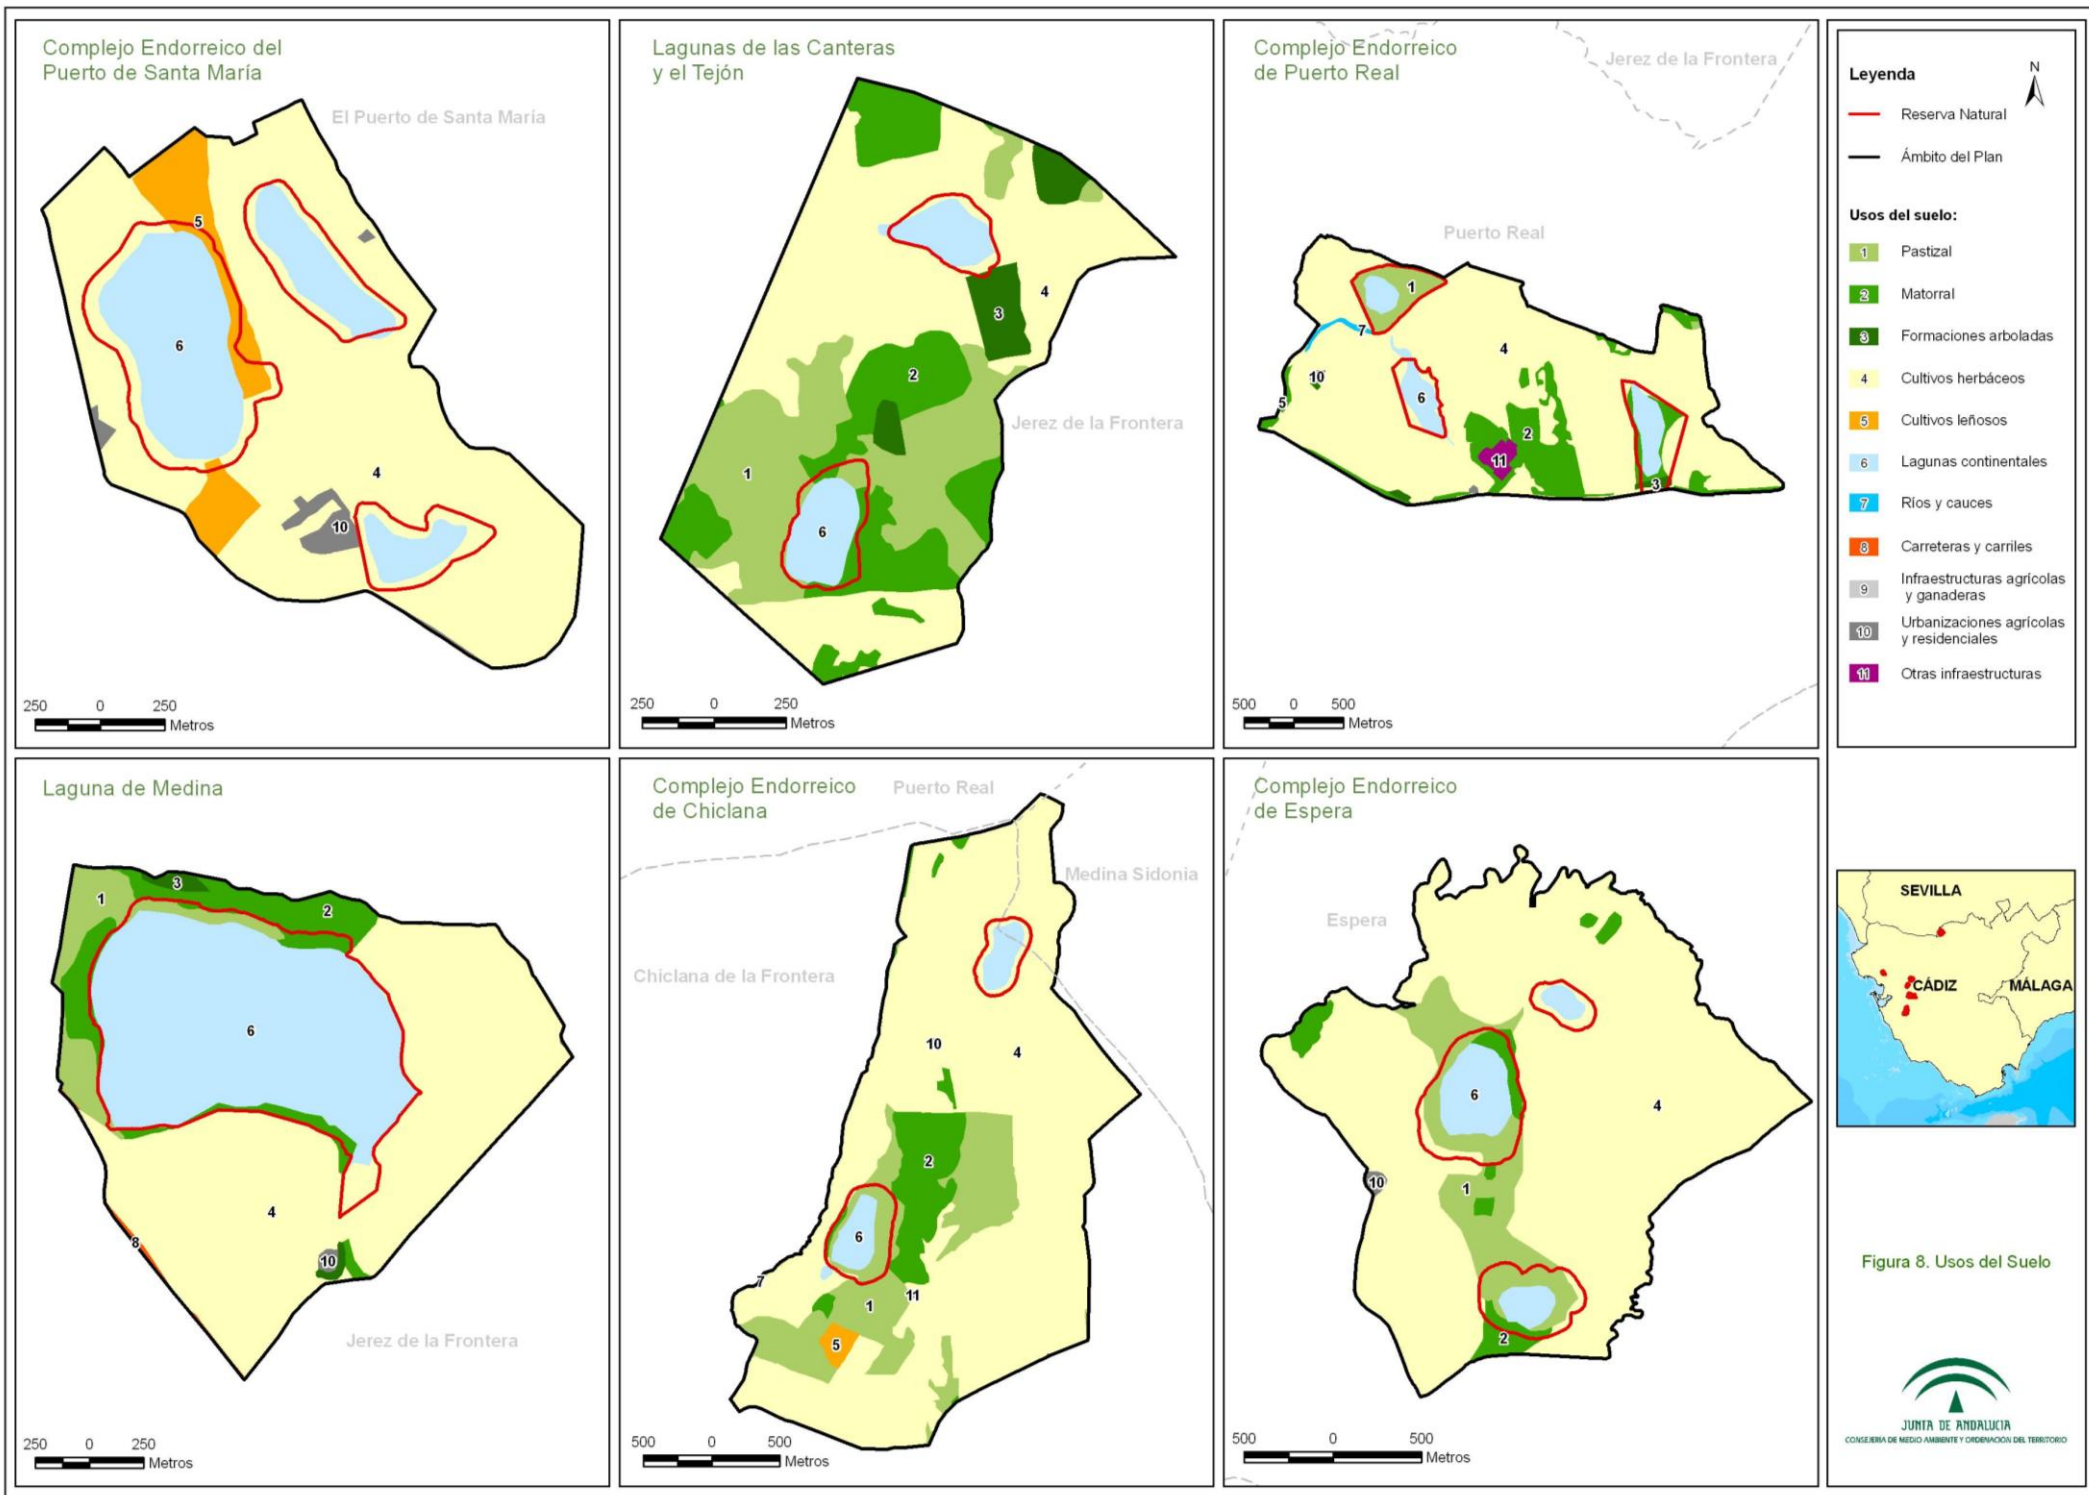 Complejo Endorreico del
Puerto de Santa María
El Puerto de Santa María
5
6
4
10
250 0 250
Metros
Lagunas de las Canteras
y el Tejón
4
3
2
Jerez de la Frontera
1
6
250 0 250
Metros
Complejo Endorreico
de Puerto Real
Jerez de la Frontera
Puerto Real
1
7
4
10
5
6
2
11
3
500 0 500
Metros
Leyenda
N
Reserva Natural
Ámbito del Plan
Usos del suelo:
1 Pastizal
2 Matorral
3 Formaciones arboladas
4 Cultivos herbáceos
5 Cultivos leñosos
6 Lagunas continentales
7 Ríos y cauces
8 Carreteras y carriles
9 Infraestructuras agrícolas
y ganaderas
10 Urbanizaciones agrícolas
y residenciales
11 Otras infraestructuras
Laguna de Medina
1
3
2
6
4
8
10
Jerez de la Frontera
250 0 250
Metros
Complejo Endorreico
de Chiclana
Puerto Real
Medina Sidonia
Chiclana de la Frontera
10
4
2
6
7
1
11
5
500 0 500
Metros
Complejo Endorreico
de Espera
Espera
6
4
10
1
2
500 0 500
Metros
SEVILLA
CÁDIZ
MÁLAGA
Figura 8. Usos del Suelo
JUNTA DE ANDALUCIA
CONSEJERÍA DE MEDIO AMBIENTE Y ORDENACIÓN DEL TERRITORIO